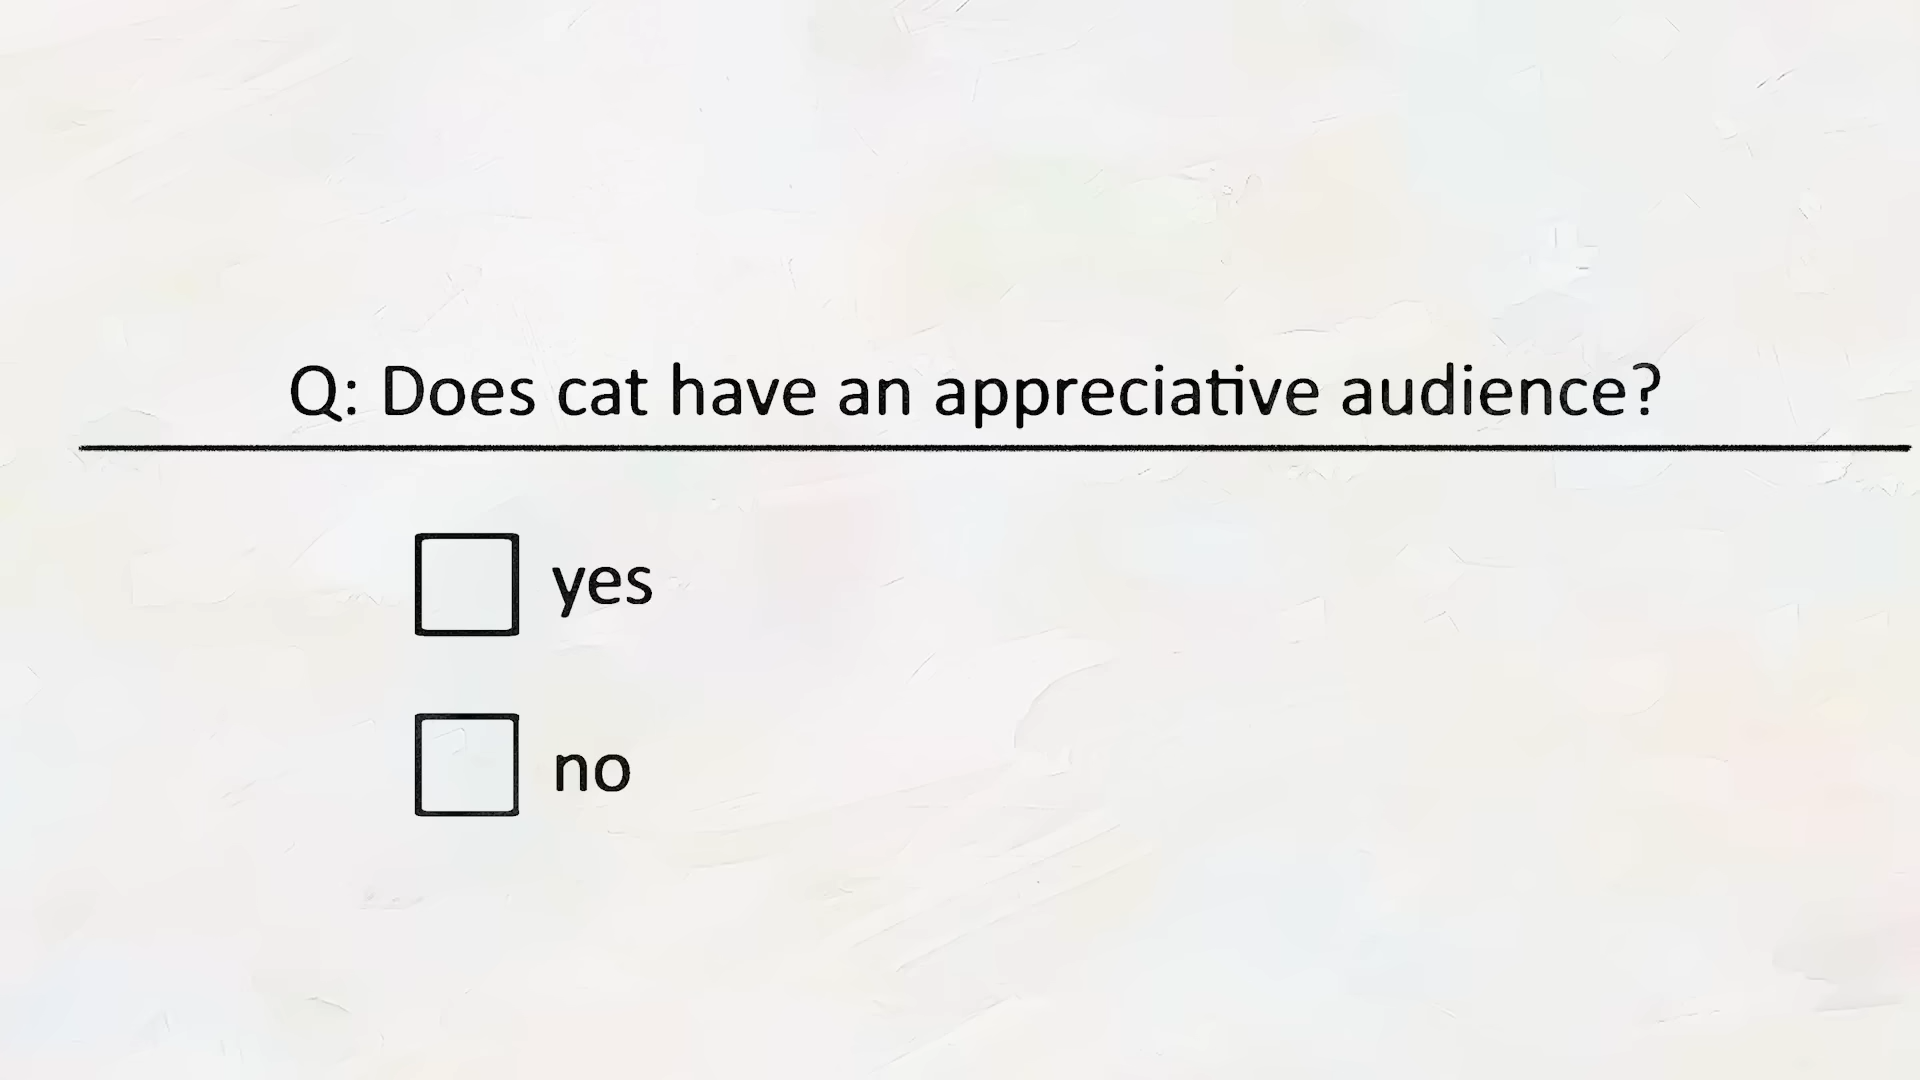 Q: Does cat have an appreciative audience?
yes
no